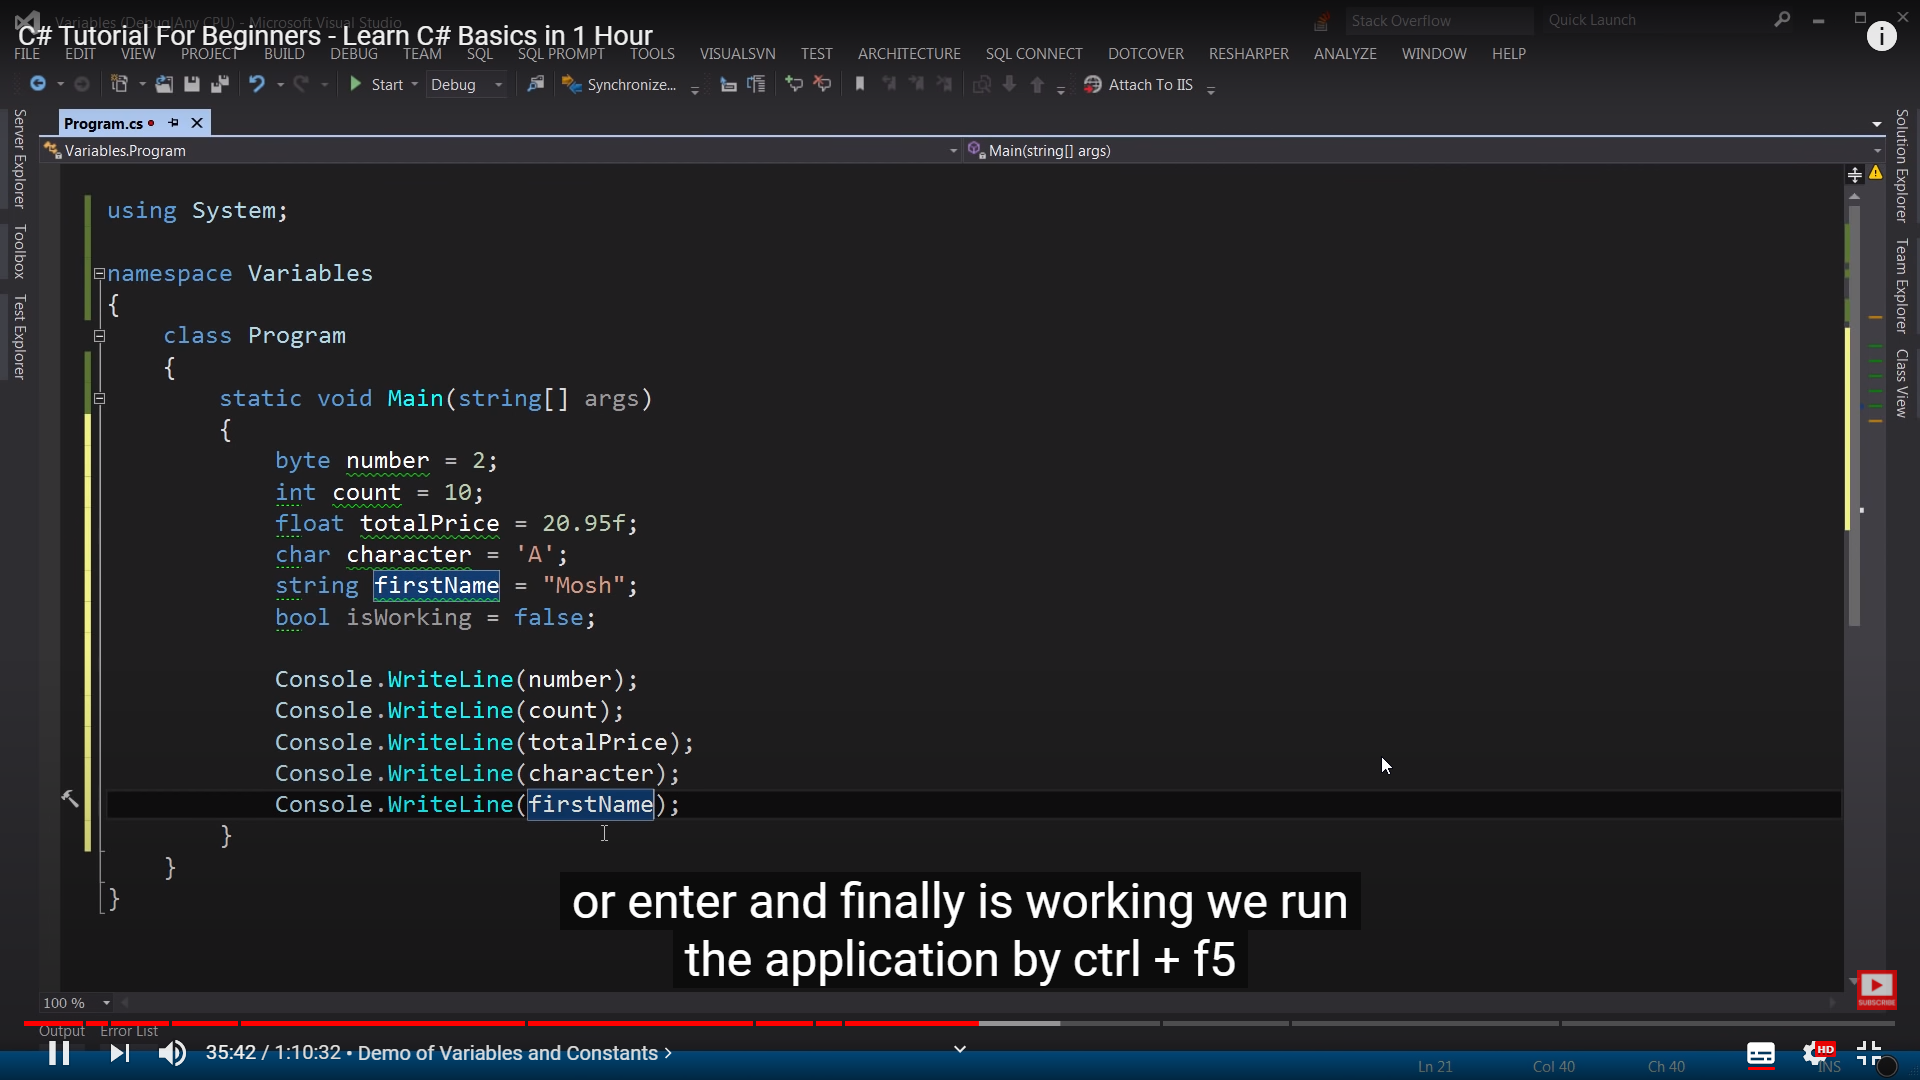 Variables (Debug|Any CPU) - Microsoft Visual Studio
C# Tutorial For Beginners - Learn C# Basics in 1 Hour
Stack Overflow
Quick Launch
FILE EDIT VIEW PROJECT BUILD DEBUG TEAM SQL SQL PROMPT TOOLS VISUALSVN TEST ARCHITECTURE SQL CONNECT DOTCOVER RESHARPER ANALYZE WINDOW HELP
Start Debug Synchronize... Attach To IIS
Program.cs
Variables.Program
Main(string[] args)
Server Explorer
Toolbox
Test Explorer
Solution Explorer
Team Explorer
Class View
using System;
namespace Variables
{
class Program
{
static void Main(string[] args)
{
byte number = 2;
int count = 10;
float totalPrice = 20.95f;
char character = 'A';
string firstName = "Mosh";
bool isWorking = false;
Console.WriteLine(number);
Console.WriteLine(count);
Console.WriteLine(totalPrice);
Console.WriteLine(character);
Console.WriteLine(firstName);
}
}
}
or enter and finally is working we run
the application by ctrl + f5
100 %
SUBSCRIBE
Output Error List
35:42 / 1:10:32 • Demo of Variables and Constants
HD
Ln 21 Col 40 Ch 40 INS